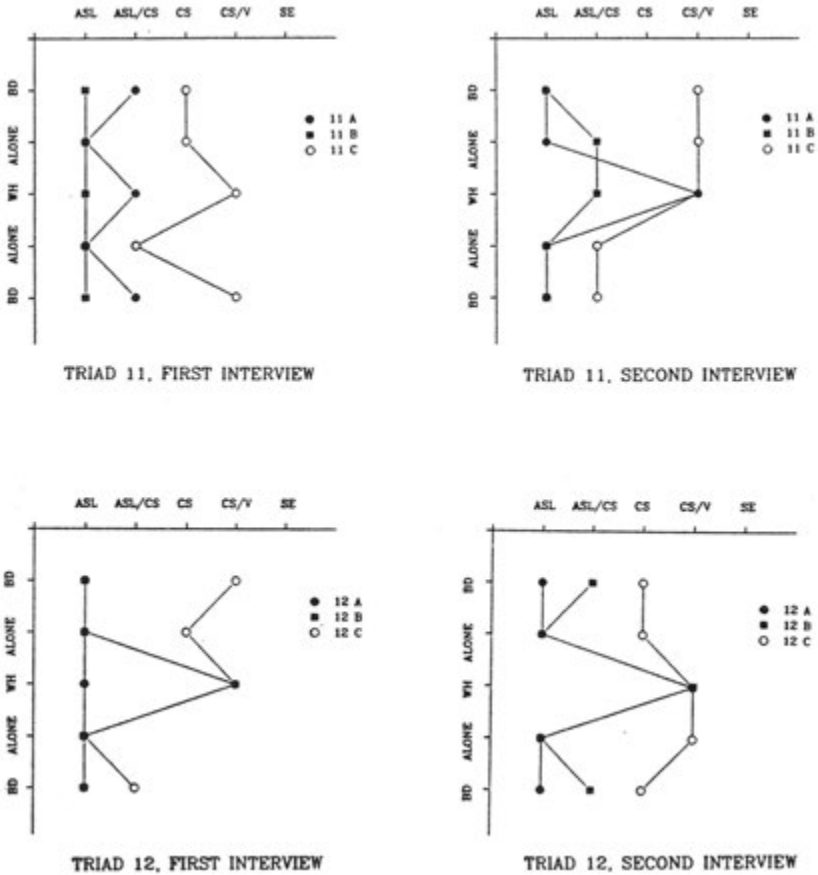 ASL ASL/CS CS CS/V SE
BD
ALONE
WH
ALONE
BD
11 A
11 B
11 C
TRIAD 11, FIRST INTERVIEW
ASL ASL/CS CS CS/V SE
BD
ALONE
WH
ALONE
BD
11 A
11 B
11 C
TRIAD 11, SECOND INTERVIEW
ASL ASL/CS CS CS/V SE
BD
ALONE
WH
ALONE
BD
12 A
12 B
12 C
TRIAD 12, FIRST INTERVIEW
ASL ASL/CS CS CS/V SE
BD
ALONE
WH
ALONE
BD
12 A
12 B
12 C
TRIAD 12, SECOND INTERVIEW